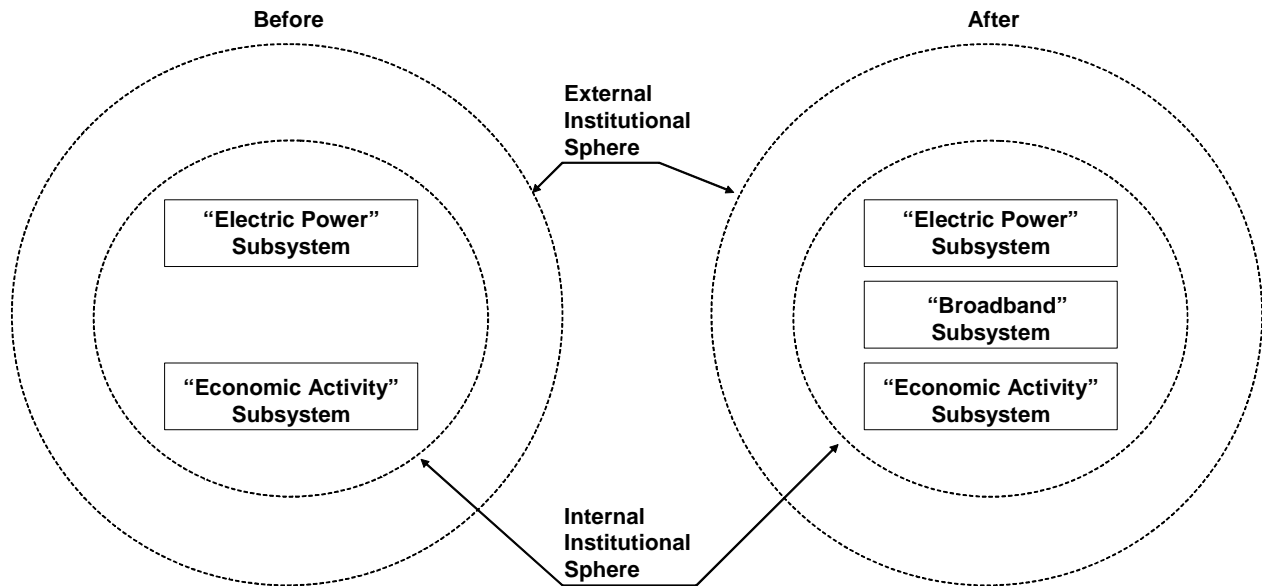 Before
After
External
Institutional
Sphere
“Electric Power”
Subsystem
“Economic Activity”
Subsystem
“Electric Power”
Subsystem
“Broadband”
Subsystem
“Economic Activity”
Subsystem
Internal
Institutional
Sphere